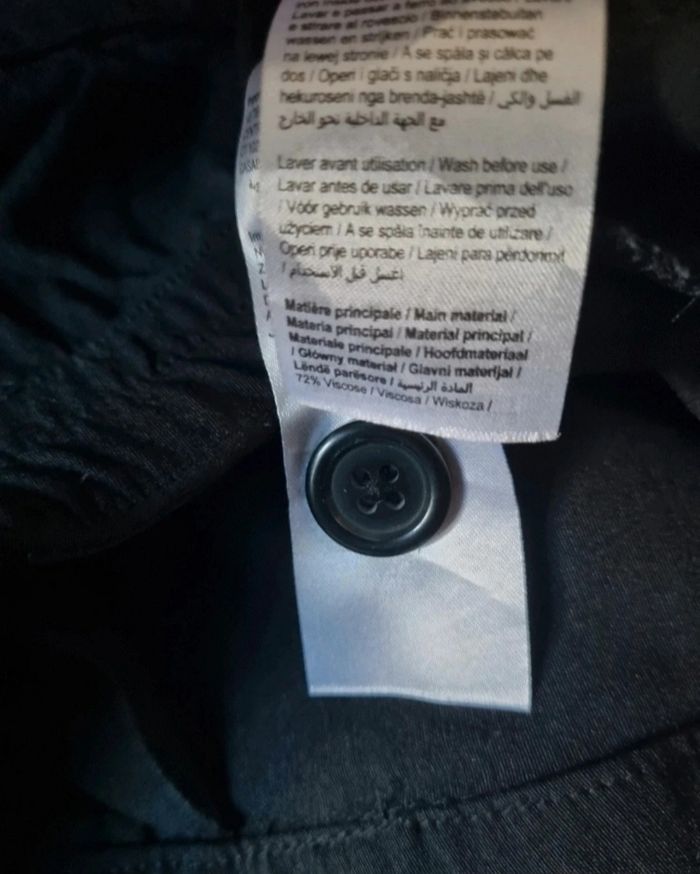 Lavar e passar a ferro
e stirare al rovescio / Binnenstebuiten
wassen en strijken / Prać i prasować
na lewej stronie / A se spăla și călca pe
dos / Operi i glači s naličja / Lajeni dhe
hekuroseni nga brenda-jashtë / الغسل والكي
مع الجهة الداخلية نحو الخارج
Laver avant utilisation / Wash before use /
Lavar antes de usar / Lavare prima dell'uso
/ Vóór gebruik wassen / Wyprać przed
użyciem / A se spăla înainte de utilizare /
Operi prije uporabe / Lajeni para përdorimit
/ اغسل قبل الاستخدام
Matière principale / Main material /
Materia principal / Material principal /
Materiale principale / Hoofdmateriaal
/ Główny materiał / Glavni materijal /
Lëndë parësore / المادة الرئيسية
72% Viscose / Viscosa / Wiskoza /